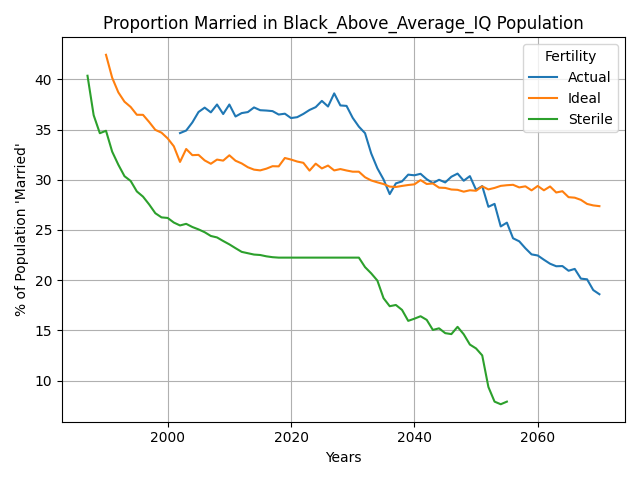 Proportion Married in Black_Above_Average_IQ Population
% of Population 'Married'
40
35
30
25
20
15
10
Fertility
Actual
Ideal
Sterile
2000
2020
2040
2060
Years